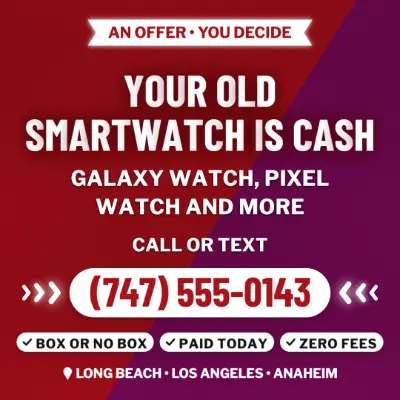 AN OFFER • YOU DECIDE
YOUR OLD
SMARTWATCH IS CASH
GALAXY WATCH, PIXEL
WATCH AND MORE
CALL OR TEXT
(747) 555-0143
BOX OR NO BOX PAID TODAY ZERO FEES
LONG BEACH • LOS ANGELES • ANAHEIM